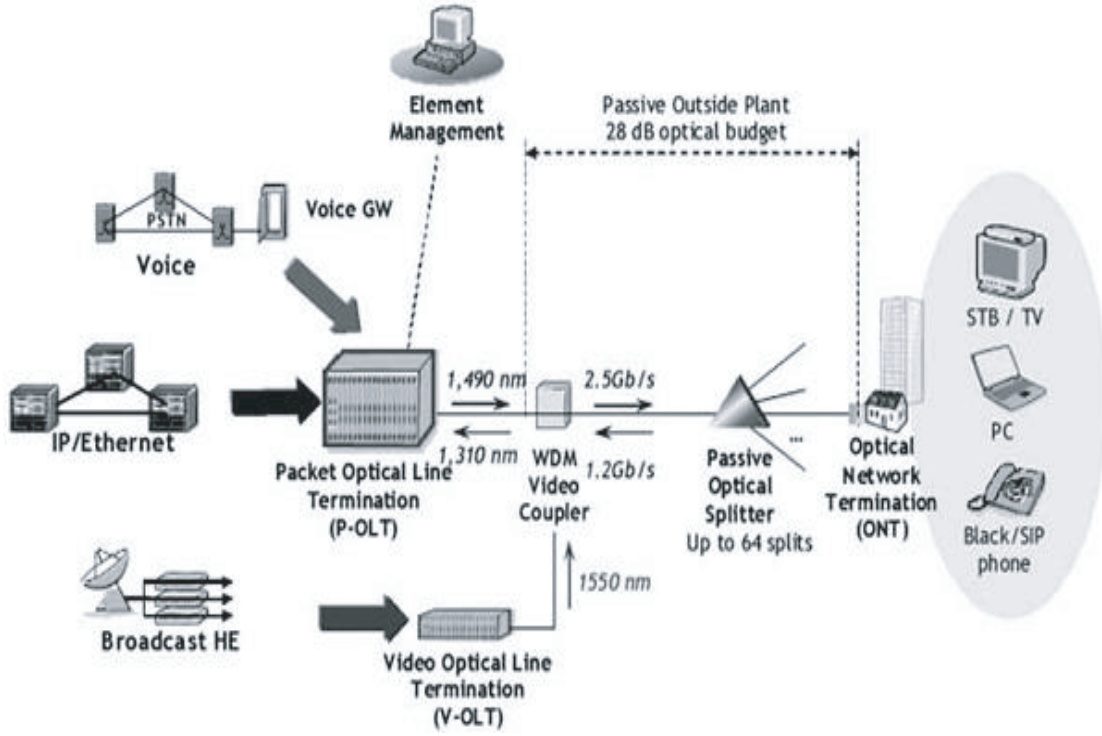 Element
Management
Passive Outside Plant
28 dB optical budget
PSTN
Voice GW
Voice
STB / TV
1,490 nm
2.5Gb/s
PC
IP/Ethernet
1,310 nm
1.2Gb/s
...
Packet Optical Line
Termination
(P-OLT)
WDM
Video
Coupler
Passive
Optical
Splitter
Up to 64 splits
Optical
Network
Termination
(ONT)
Black/SIP
phone
1550 nm
Broadcast HE
Video Optical Line
Termination
(V-OLT)